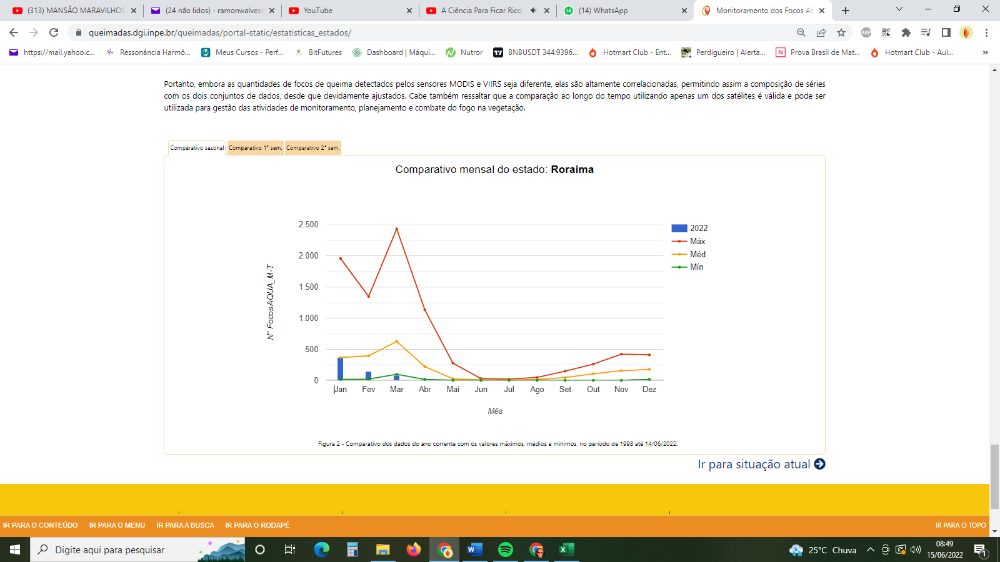 (313) MANSÃO MARAVILHOS
(24 não lidos) - ramonwalves
YouTube
A Ciência Para Ficar Rico
(14) WhatsApp
Monitoramento dos Focos At
queimadas.dgi.inpe.br/queimadas/portal-static/estatisticas_estados/
https://mail.yahoo.c...
Ressonância Harmô...
Meus Cursos - Perf...
BitFutures
Dashboard | Máqui...
Nutror
BNBUSDT 344.9396...
Hotmart Club - Ent...
Perdigueiro | Alerta...
Prova Brasil de Mat...
Hotmart Club - Aul...
»
Portanto, embora as quantidades de focos de queima detectados pelos sensores MODIS e VIIRS seja diferente, elas são altamente correlacionadas, permitindo assim a composição de séries
com os dois conjuntos de dados, desde que devidamente ajustados. Cabe também ressaltar que a comparação ao longo do tempo utilizando apenas um dos satélites é válida e pode ser
utilizada para gestão das atividades de monitoramento, planejamento e combate do fogo na vegetação.
Comparativo sazonal
Comparativo 1° sem.
Comparativo 2° sem.
Comparativo mensal do estado: Roraima
2.500
2.000
1.500
1.000
500
0
N° Focos AQUA_M-T
2022
Máx
Méd
Mín
Jan Fev Mar Abr Mai Jun Jul Ago Set Out Nov Dez
Mês
Figura 2 - Comparativo dos dados do ano corrente com os valores máximos, médios e mínimos, no período de 1998 até 14/06/2022.
Ir para situação atual
IR PARA O CONTEÚDO
IR PARA O MENU
IR PARA A BUSCA
IR PARA O RODAPÉ
IR PARA O TOPO
Digite aqui para pesquisar
25°C Chuva
08:49
15/06/2022
1